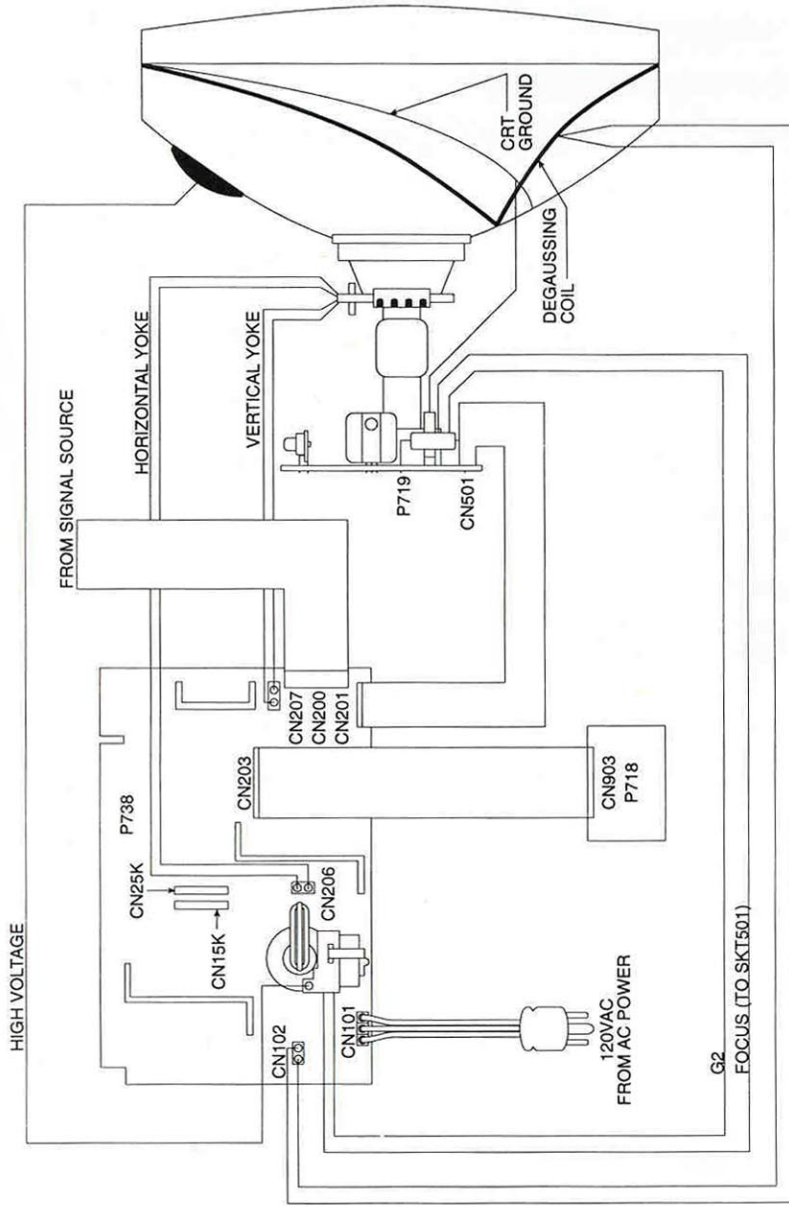 HIGH VOLTAGE
CN25K
CN15K
P738
CN102
CN101
CN206
CN203
CN207
CN200
CN201
FROM SIGNAL SOURCE
HORIZONTAL YOKE
VERTICAL YOKE
P719
CN501
CRT
GROUND
DEGAUSSING
COIL
CN903
P718
120VAC
FROM AC POWER
G2
FOCUS (TO SKT501)